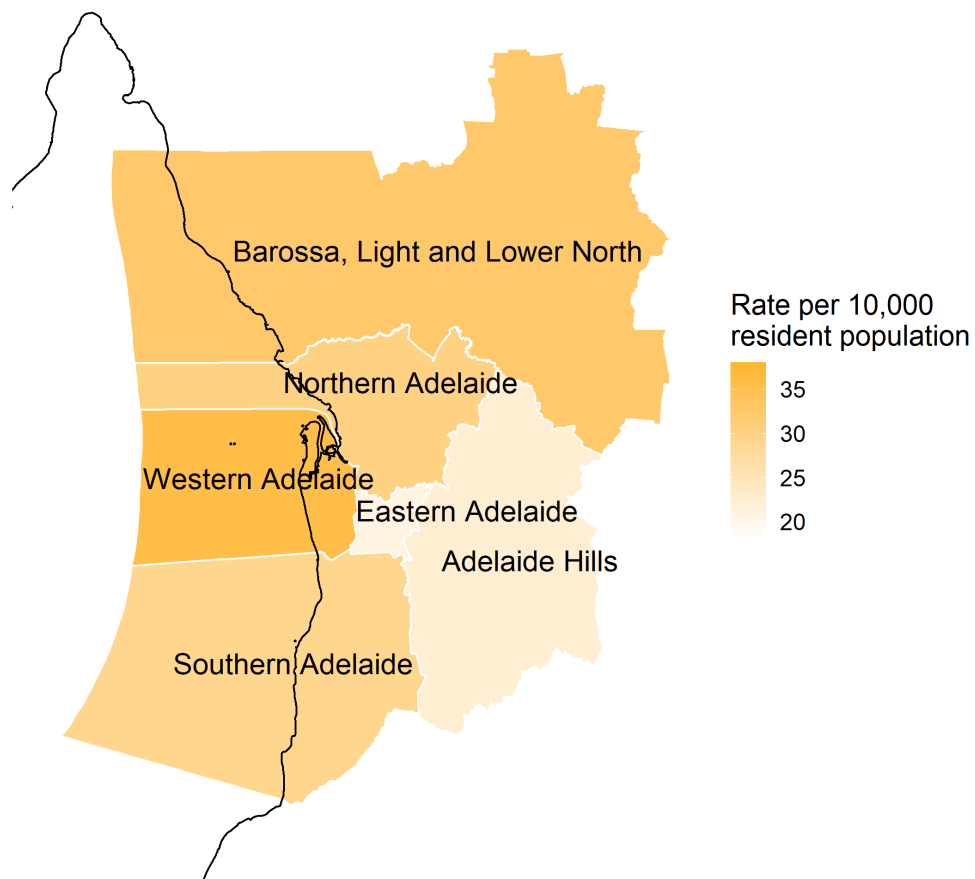 Barossa, Light and Lower North
Rate per 10,000
resident population
35
30
25
20
Northern Adelaide
Western Adelaide
Eastern Adelaide
Adelaide Hills
Southern Adelaide